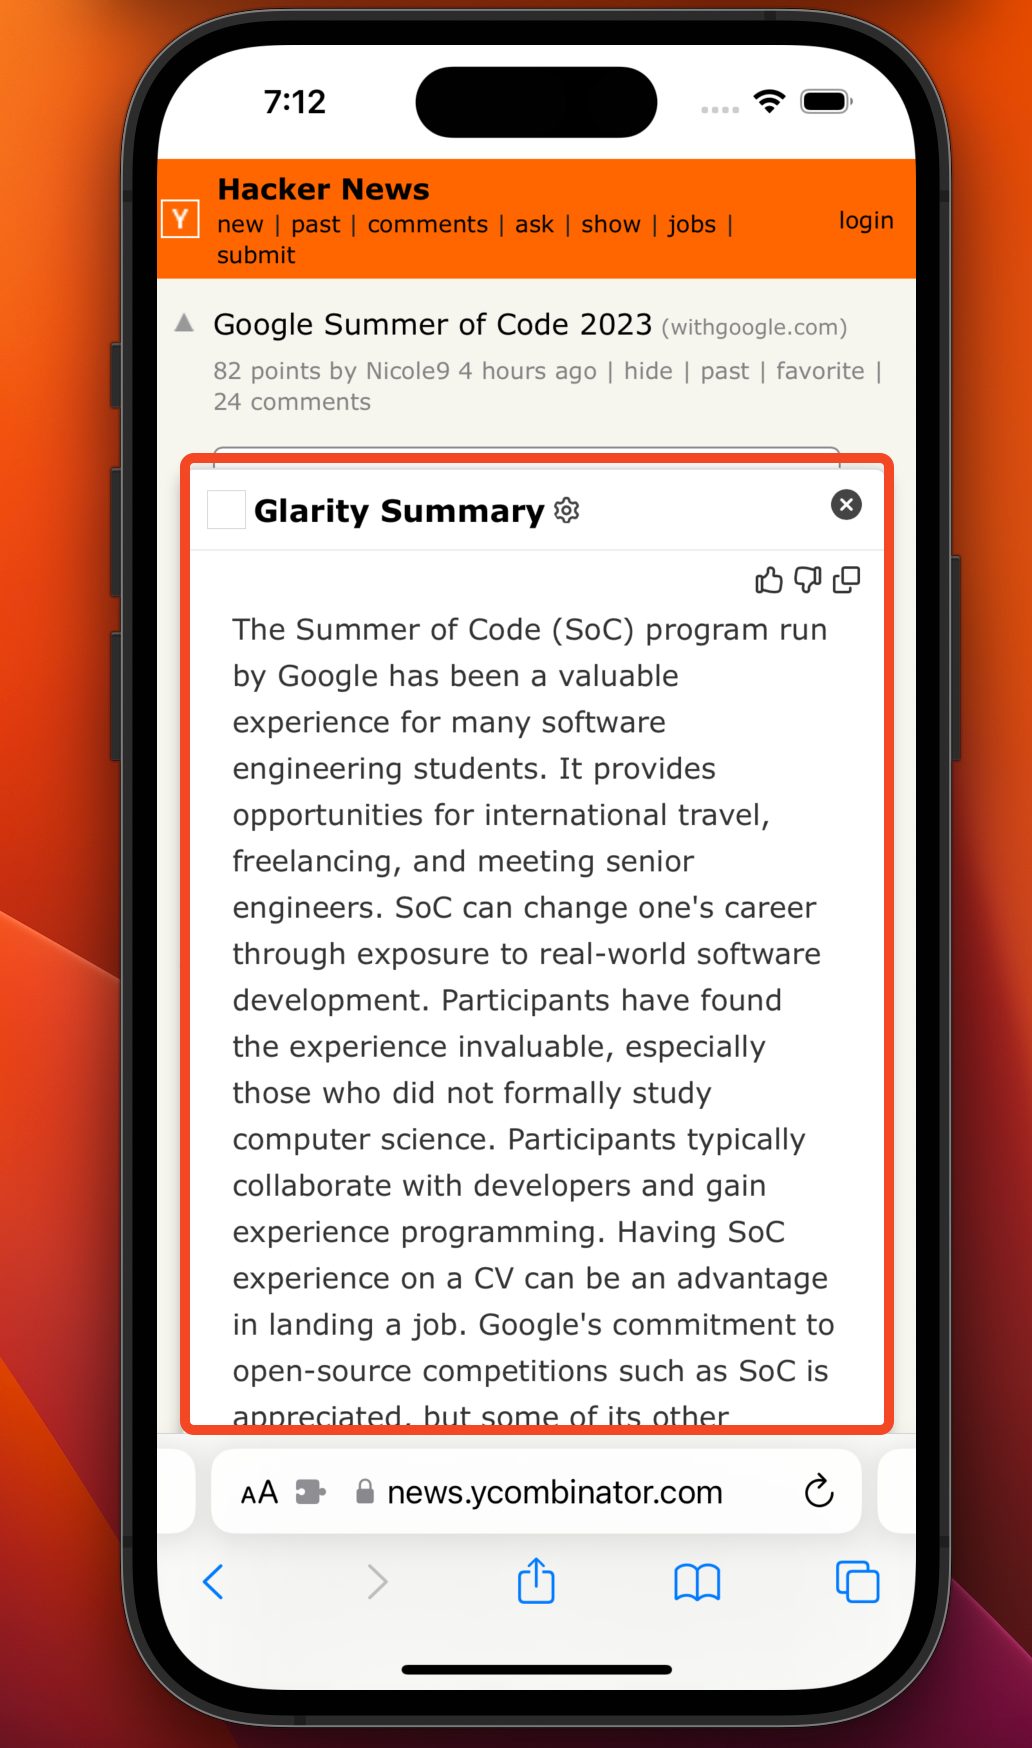 7:12
Hacker News
Y
new | past | comments | ask | show | jobs |
submit
login
Google Summer of Code 2023 (withgoogle.com)
82 points by Nicole9 4 hours ago | hide | past | favorite |
24 comments
Glarity Summary
The Summer of Code (SoC) program run
by Google has been a valuable
experience for many software
engineering students. It provides
opportunities for international travel,
freelancing, and meeting senior
engineers. SoC can change one's career
through exposure to real-world software
development. Participants have found
the experience invaluable, especially
those who did not formally study
computer science. Participants typically
collaborate with developers and gain
experience programming. Having SoC
experience on a CV can be an advantage
in landing a job. Google's commitment to
open-source competitions such as SoC is
appreciated, but some of its other
AA news.ycombinator.com